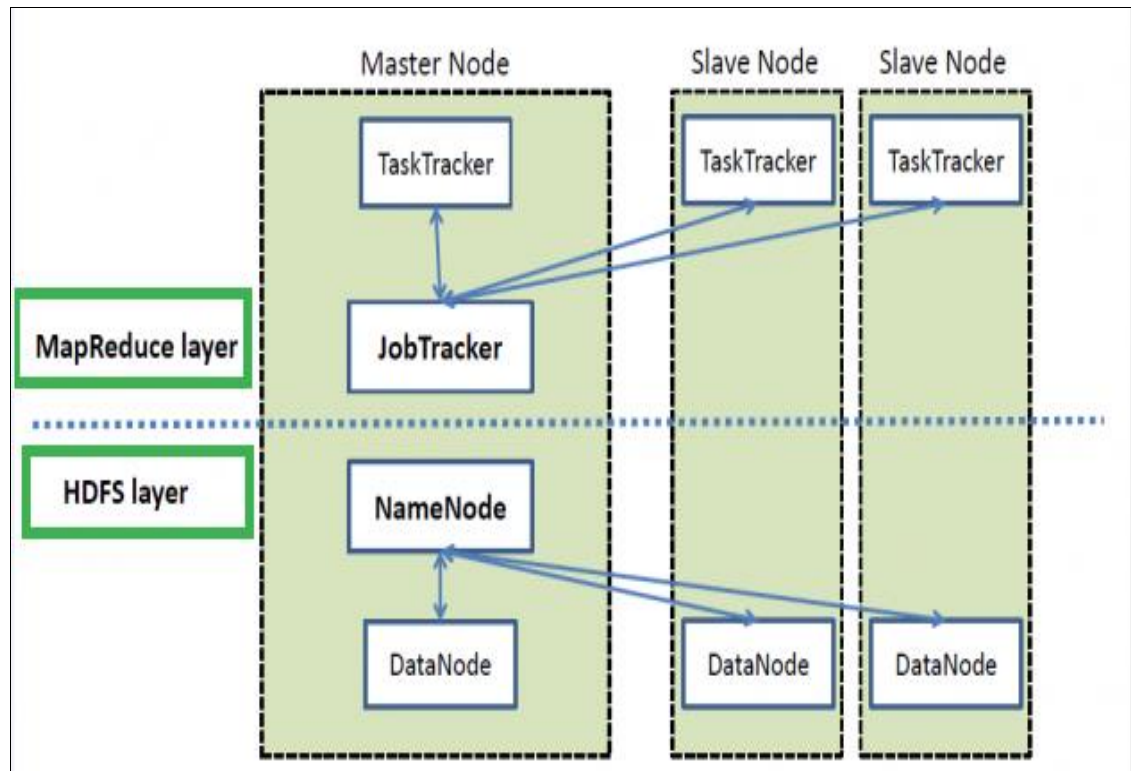 Master Node
Slave Node
Slave Node
TaskTracker
TaskTracker
TaskTracker
MapReduce layer
JobTracker
HDFS layer
NameNode
DataNode
DataNode
DataNode